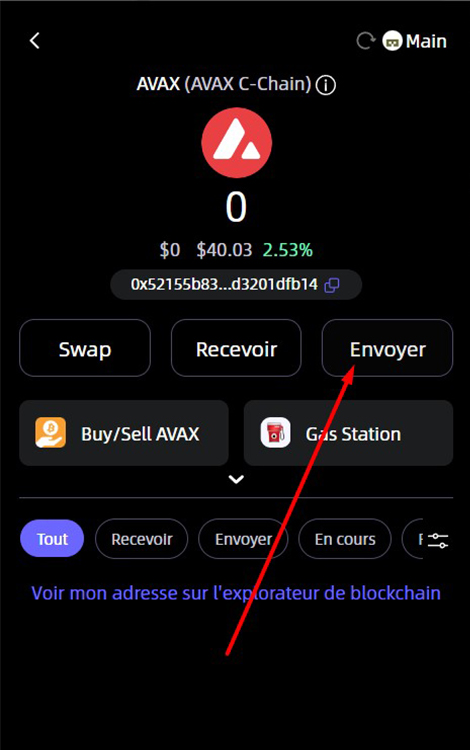 Main
AVAX (AVAX C-Chain)
0
$0 $40.03 2.53%
0x52155b83...d3201dfb14
Swap Recevoir Envoyer
Buy/Sell AVAX Gas Station
Tout Recevoir Envoyer En cours
Voir mon adresse sur l'explorateur de blockchain